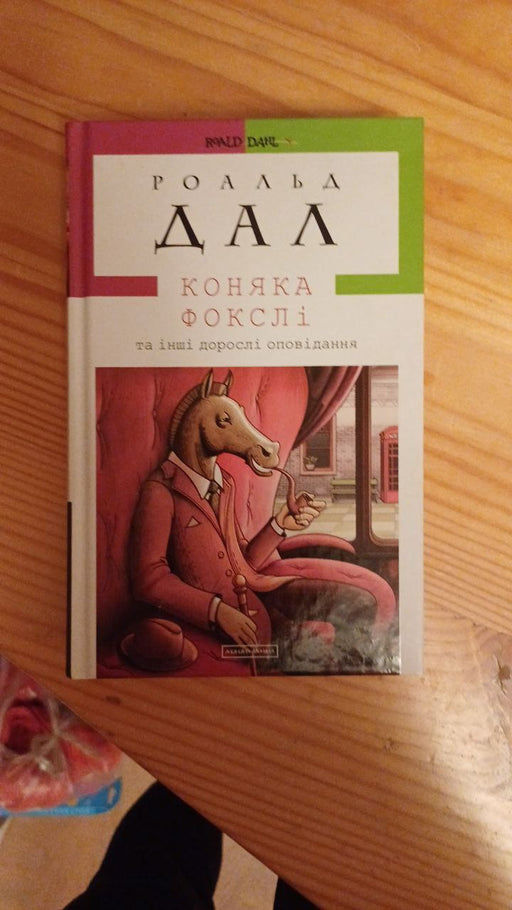 ROALD DAHL
РОАЛЬД
ДАЛ
КОНЯКА
ФОКСЛІ
та інші дорослі оповідання